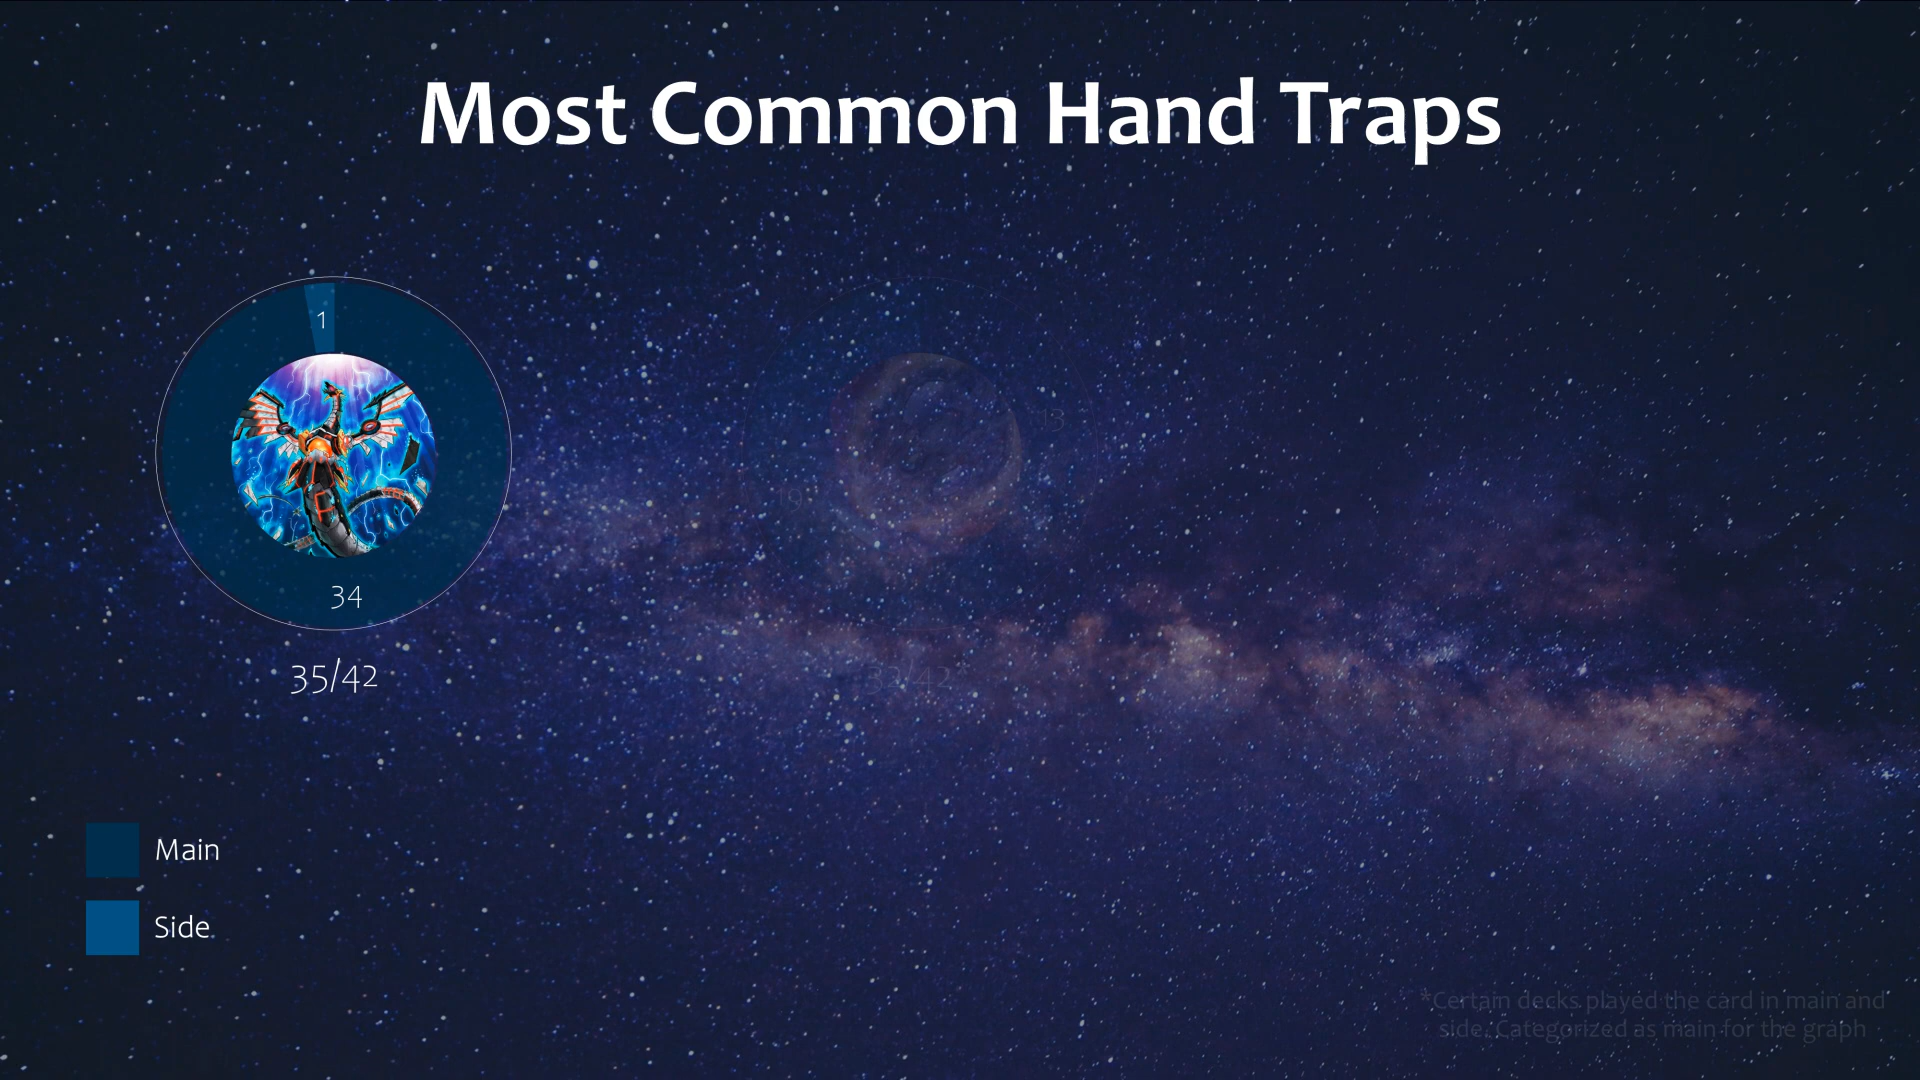 Most Common Hand Traps
1
34
35/42
Main
Side
*Certain decks played the card in main and
side. Categorized as main for the graph